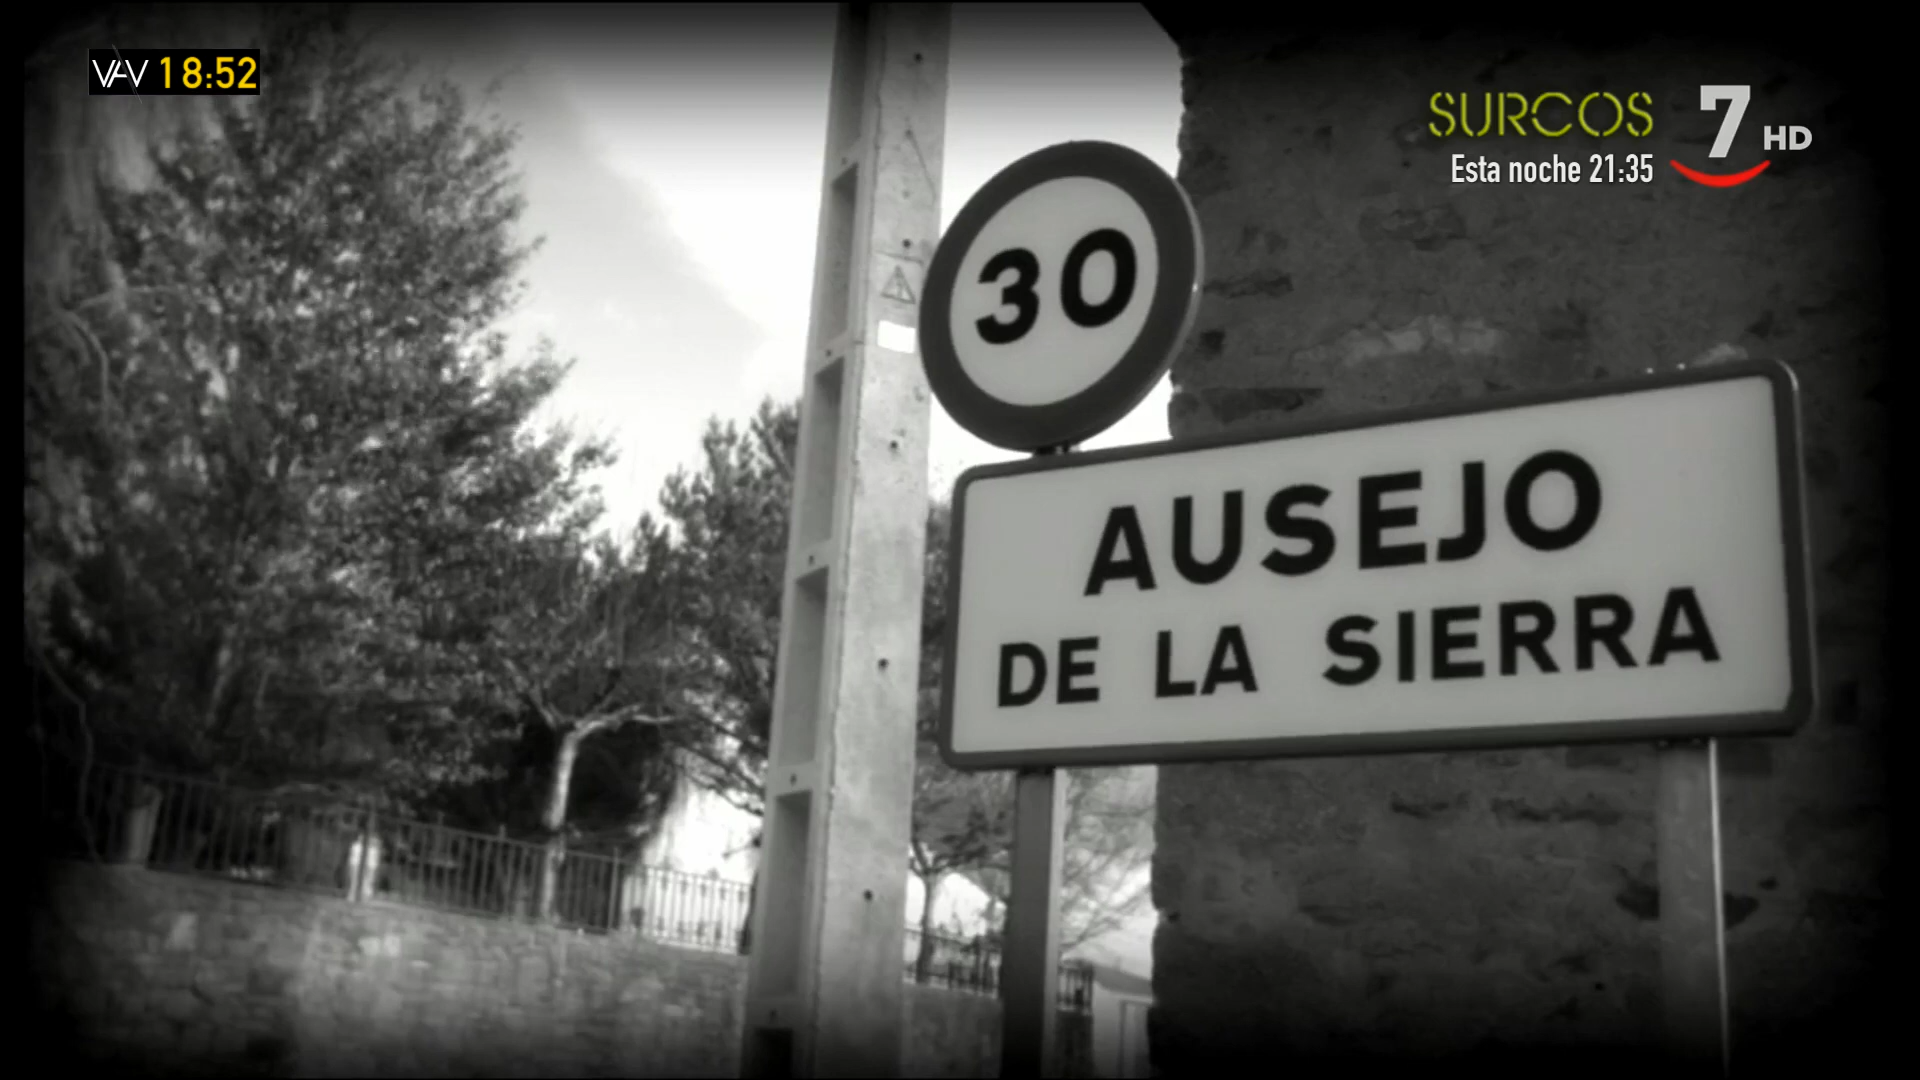 VAV 18:52
SURCOS
Esta noche 21:35
7 HD
30
AUSEJO
DE LA SIERRA